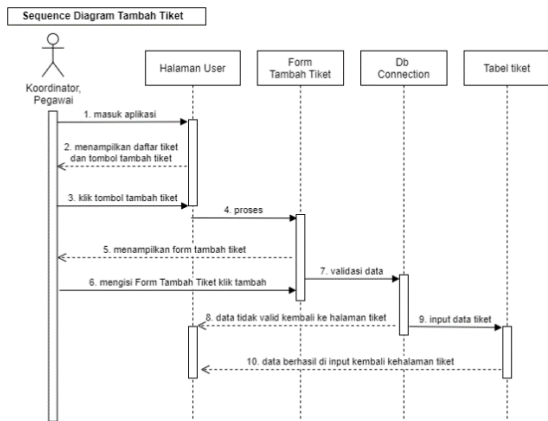 Sequence Diagram Tambah Tiket
Koordinator,
Pegawai
Halaman User
Form
Tambah Tiket
Db
Connection
Tabel tiket
1. masuk aplikasi
2. menampilkan daftar tiket
dan tombol tambah tiket
3. klik tombol tambah tiket
4. proses
5. menampilkan form tambah tiket
6. mengisi Form Tambah Tiket klik tambah
7. validasi data
8. data tidak valid kembali ke halaman tiket
9. input data tiket
10. data berhasil di input kembali kehalaman tiket